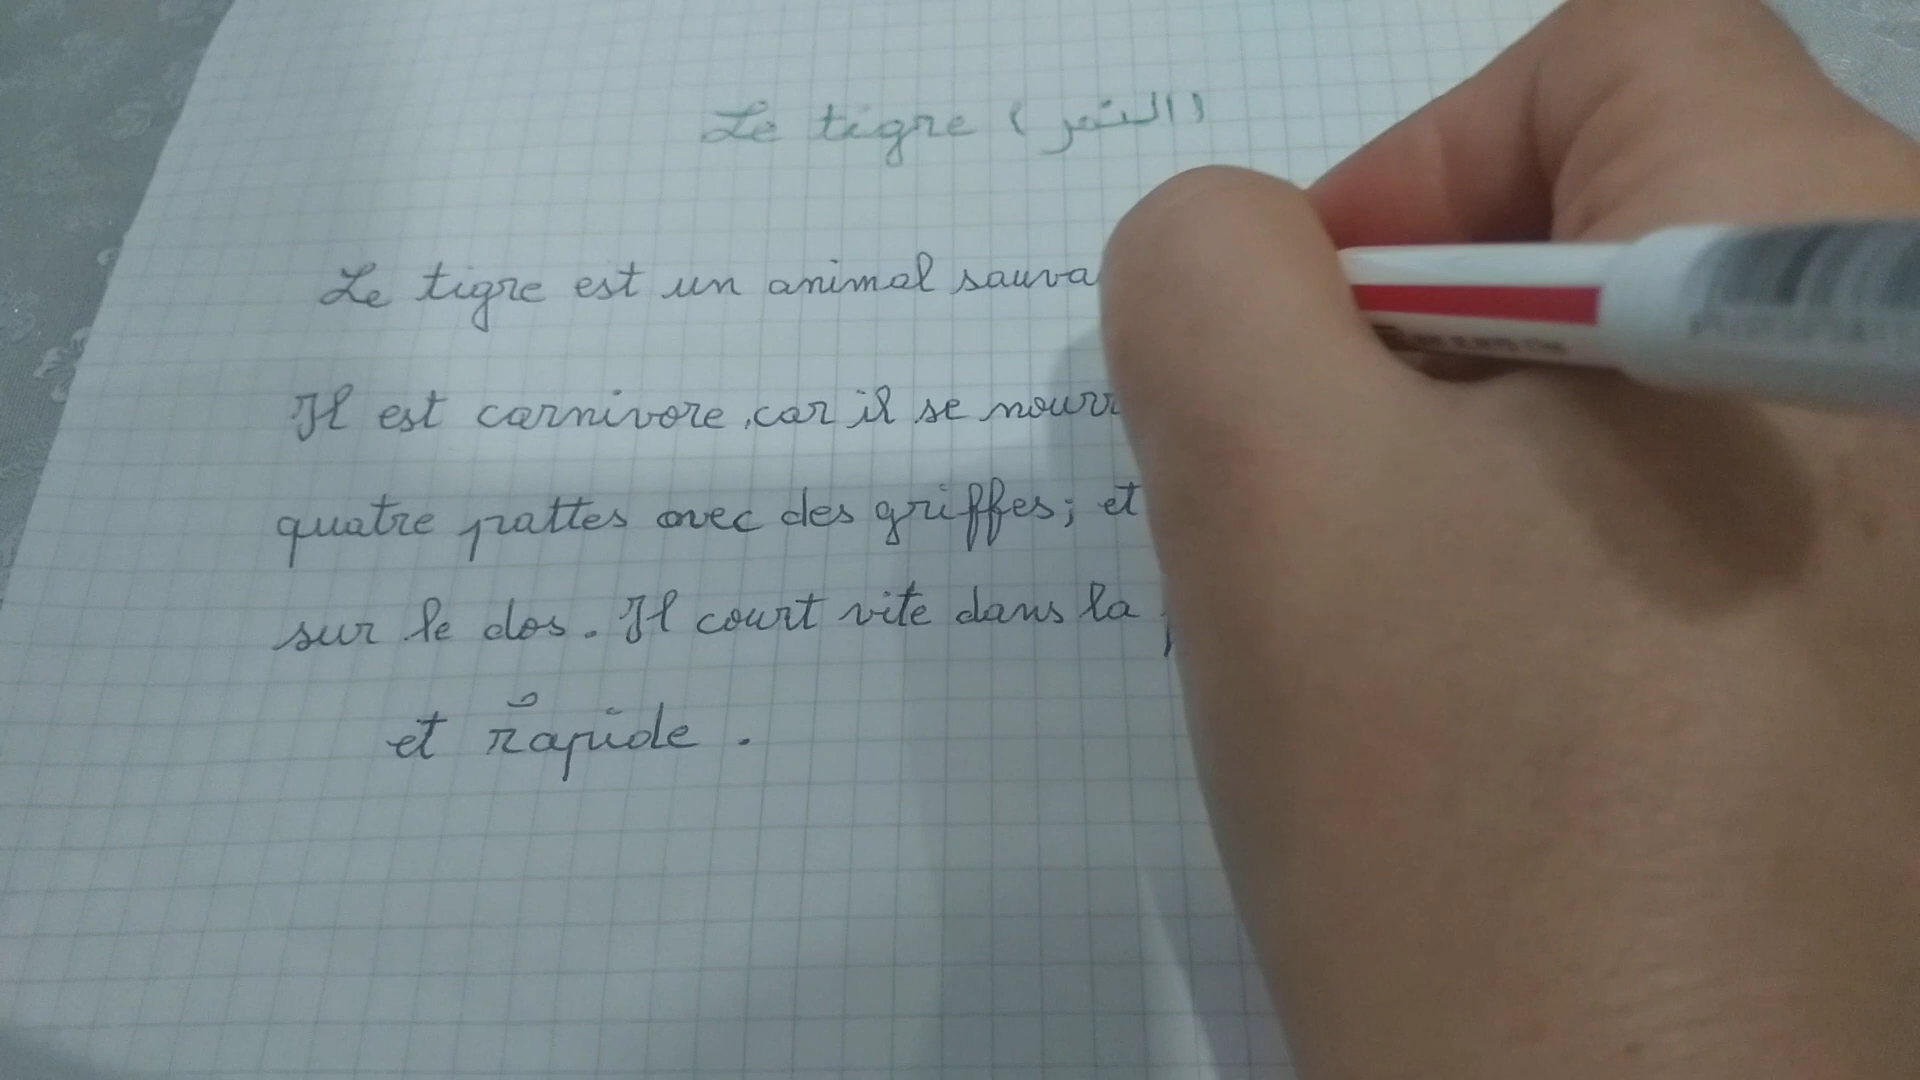 Le tigre (النمر)
Le tigre est un animal sauva
Il est carnivore, car il se nourr
quatre pattes avec des griffes; et
sur le dos. Il court vite dans la
et rapide.